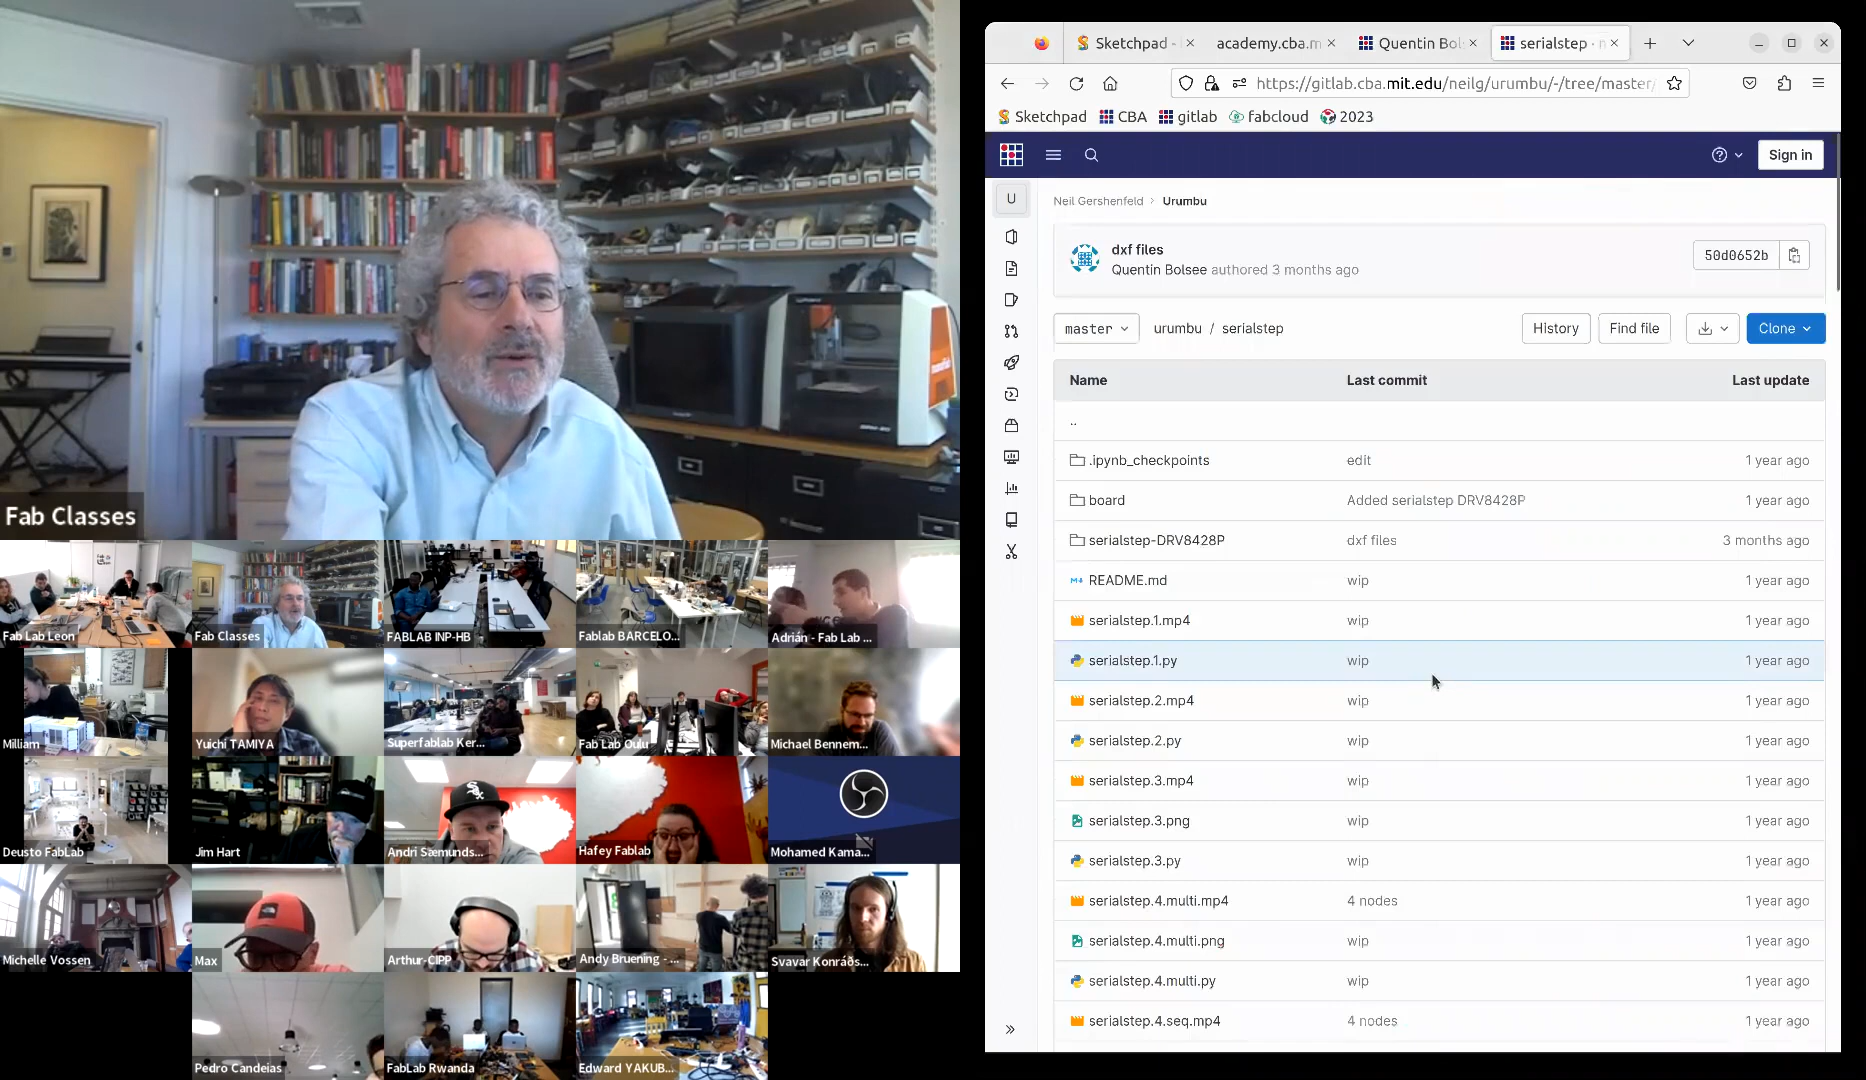 Fab Classes
Fab Lab Leon
Fab Classes
FABLAB INP-HB
Fablab BARCELO...
Adrián - Fab Lab ...
Milliam
Yuichi TAMIYA
Superfablab Ker...
Fab Lab Oulu
Michael Bennem...
Deusto FabLab
Jim Hart
Andri Sæmunds...
Hafey Fablab
Mohamed Kama...
Michelle Vossen
Max
Arthur-CIPP
Andy Bruening - ...
Svavar Konráðs...
Pedro Candeias
FabLab Rwanda
Edward YAKUB...
Sketchpad -
academy.cba.m
Quentin Bol
serialstep · n
https://gitlab.cba.mit.edu/neilg/urumbu/-/tree/master/
Sketchpad CBA gitlab fabcloud 2023
Sign in
U
Neil Gershenfeld > Urumbu
dxf files
Quentin Bolsee authored 3 months ago
50d0652b
master urumbu / serialstep History Find file Clone
Name Last commit Last update
..
.ipynb_checkpoints edit 1 year ago
board Added serialstep DRV8428P 1 year ago
serialstep-DRV8428P dxf files 3 months ago
README.md wip 1 year ago
serialstep.1.mp4 wip 1 year ago
serialstep.1.py wip 1 year ago
serialstep.2.mp4 wip 1 year ago
serialstep.2.py wip 1 year ago
serialstep.3.mp4 wip 1 year ago
serialstep.3.png wip 1 year ago
serialstep.3.py wip 1 year ago
serialstep.4.multi.mp4 4 nodes 1 year ago
serialstep.4.multi.png wip 1 year ago
serialstep.4.multi.py wip 1 year ago
serialstep.4.seq.mp4 4 nodes 1 year ago